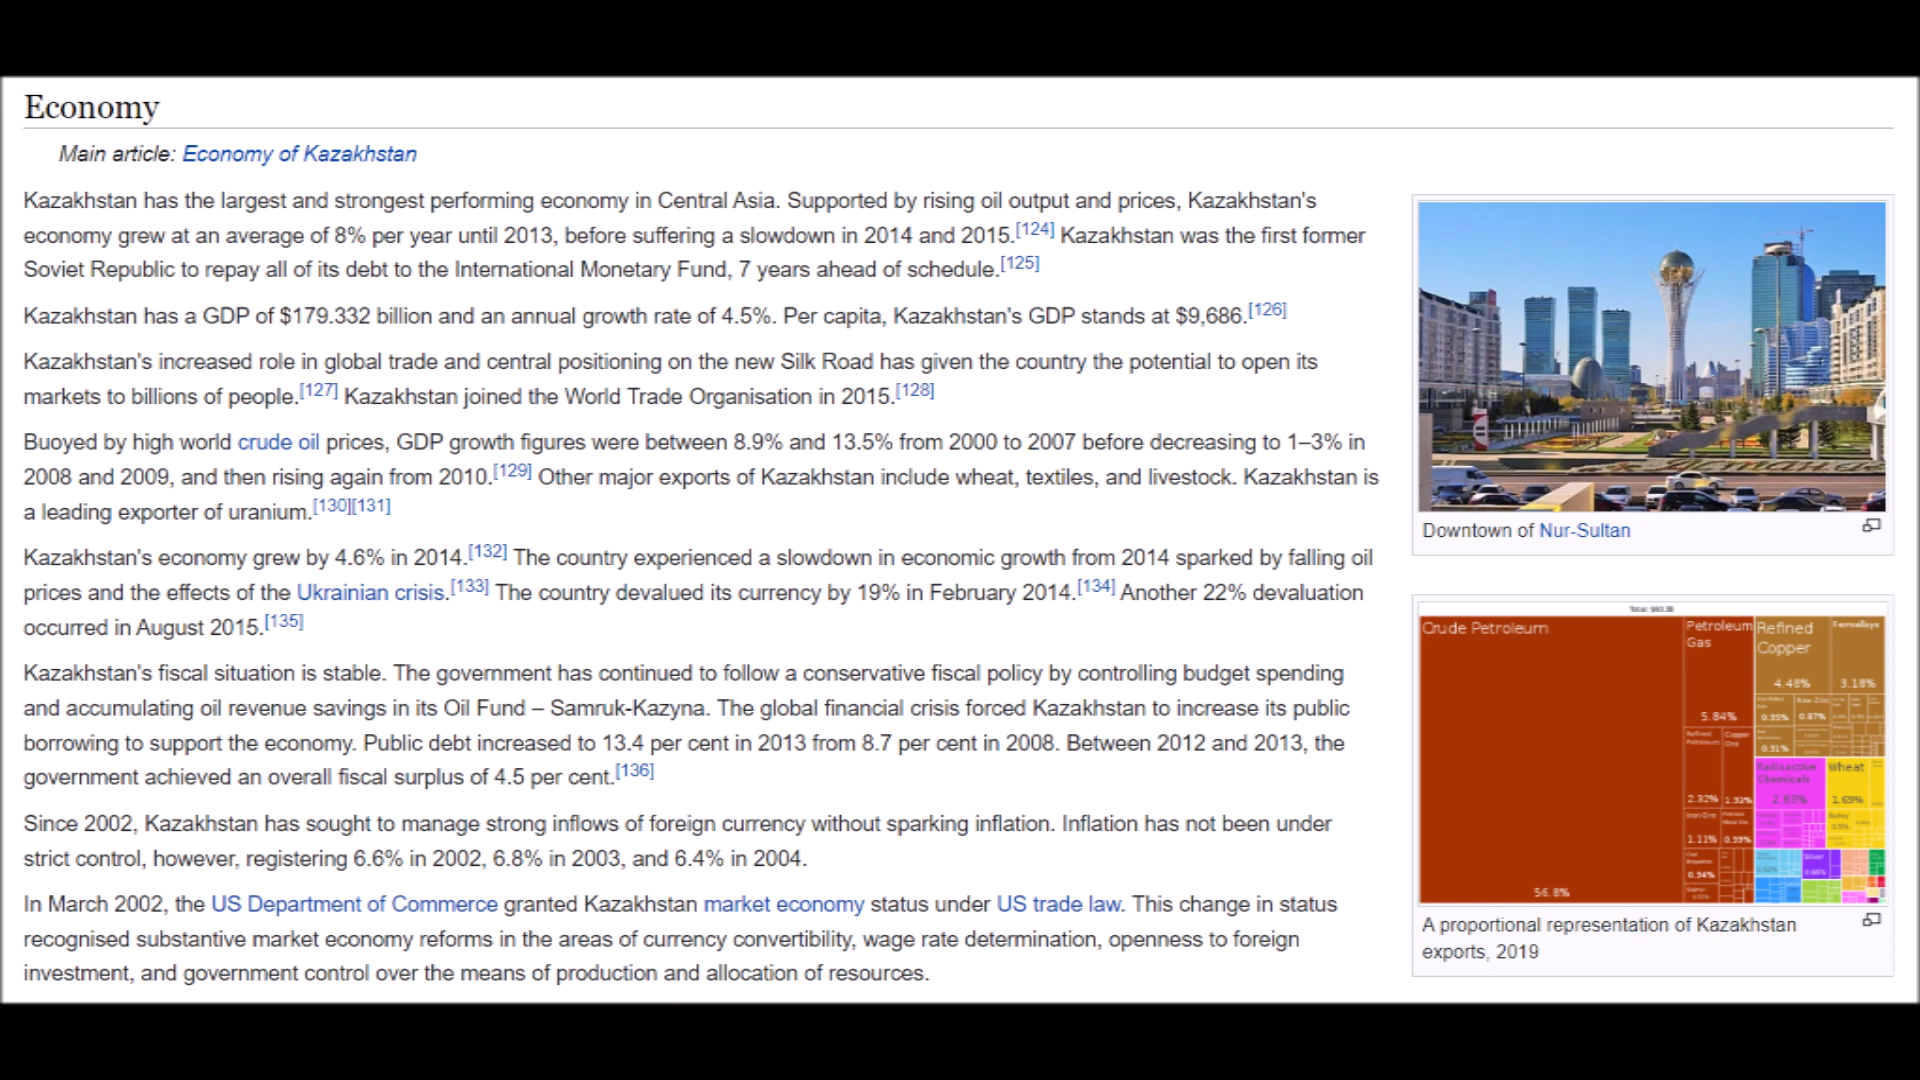 Economy
Main article: Economy of Kazakhstan
Kazakhstan has the largest and strongest performing economy in Central Asia. Supported by rising oil output and prices, Kazakhstan's
economy grew at an average of 8% per year until 2013, before suffering a slowdown in 2014 and 2015.[124] Kazakhstan was the first former
Soviet Republic to repay all of its debt to the International Monetary Fund, 7 years ahead of schedule.[125]
Kazakhstan has a GDP of $179.332 billion and an annual growth rate of 4.5%. Per capita, Kazakhstan's GDP stands at $9,686.[126]
Kazakhstan's increased role in global trade and central positioning on the new Silk Road has given the country the potential to open its
markets to billions of people.[127] Kazakhstan joined the World Trade Organisation in 2015.[128]
Buoyed by high world crude oil prices, GDP growth figures were between 8.9% and 13.5% from 2000 to 2007 before decreasing to 1–3% in
2008 and 2009, and then rising again from 2010.[129] Other major exports of Kazakhstan include wheat, textiles, and livestock. Kazakhstan is
a leading exporter of uranium.[130][131]
Kazakhstan's economy grew by 4.6% in 2014.[132] The country experienced a slowdown in economic growth from 2014 sparked by falling oil
prices and the effects of the Ukrainian crisis.[133] The country devalued its currency by 19% in February 2014.[134] Another 22% devaluation
occurred in August 2015.[135]
Kazakhstan's fiscal situation is stable. The government has continued to follow a conservative fiscal policy by controlling budget spending
and accumulating oil revenue savings in its Oil Fund – Samruk-Kazyna. The global financial crisis forced Kazakhstan to increase its public
borrowing to support the economy. Public debt increased to 13.4 per cent in 2013 from 8.7 per cent in 2008. Between 2012 and 2013, the
government achieved an overall fiscal surplus of 4.5 per cent.[136]
Since 2002, Kazakhstan has sought to manage strong inflows of foreign currency without sparking inflation. Inflation has not been under
strict control, however, registering 6.6% in 2002, 6.8% in 2003, and 6.4% in 2004.
In March 2002, the US Department of Commerce granted Kazakhstan market economy status under US trade law. This change in status
recognised substantive market economy reforms in the areas of currency convertibility, wage rate determination, openness to foreign
investment, and government control over the means of production and allocation of resources.
Downtown of Nur-Sultan
Crude Petroleum
56.8%
Petroleum
Gas
5.84%
Refined
Copper
4.48%
Ferroalloys
3.18%
Refined
Petroleum
2.32%
Copper
Ore
Iron Ore
1.11%
Radioactive
Chemicals
Wheat
1.69%
Silver
A proportional representation of Kazakhstan
exports, 2019